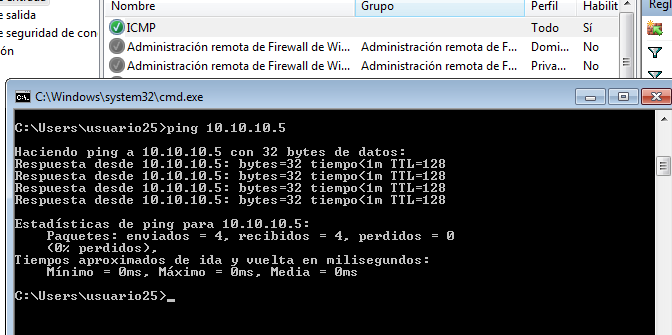 e salida
e seguridad de con
ón
Nombre Grupo Perfil Habilit
ICMP Todo Sí
Administración remota de Firewall de Wi... Administración remota de F... Domi... No
Administración remota de Firewall de Wi... Administración remota de F... Priva... No
Regl
C:\Windows\system32\cmd.exe
C:\Users\usuario25>ping 10.10.10.5
Haciendo ping a 10.10.10.5 con 32 bytes de datos:
Respuesta desde 10.10.10.5: bytes=32 tiempo<1m TTL=128
Respuesta desde 10.10.10.5: bytes=32 tiempo<1m TTL=128
Respuesta desde 10.10.10.5: bytes=32 tiempo<1m TTL=128
Respuesta desde 10.10.10.5: bytes=32 tiempo<1m TTL=128
Estadísticas de ping para 10.10.10.5:
Paquetes: enviados = 4, recibidos = 4, perdidos = 0
(0% perdidos),
Tiempos aproximados de ida y vuelta en milisegundos:
Mínimo = 0ms, Máximo = 0ms, Media = 0ms
C:\Users\usuario25>_